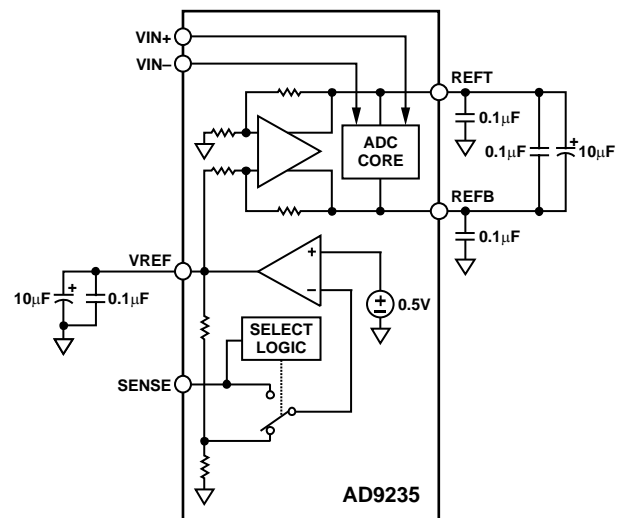 VIN+
VIN–
REFT
0.1μF
ADC
CORE
0.1μF
10μF
+
REFB
0.1μF
VREF
+
–
10μF
+
0.1μF
0.5V
+
–
SELECT
LOGIC
SENSE
AD9235